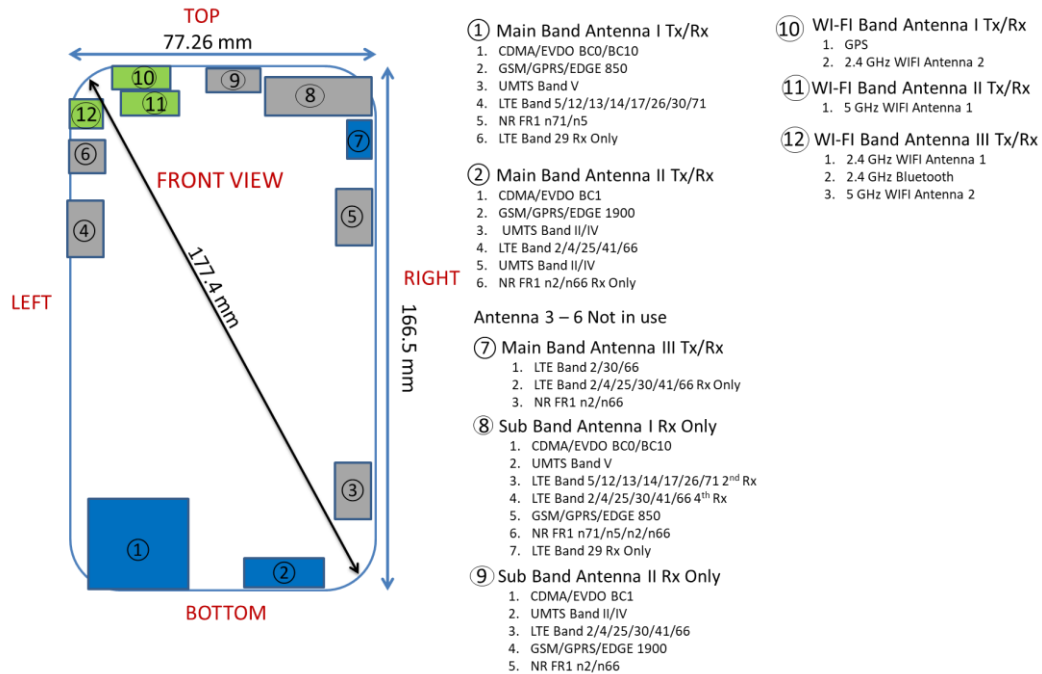 TOP
77.26 mm
⑩
⑨
⑧
⑪
⑫
⑦
⑥
FRONT VIEW
⑤
④
177.4 mm
LEFT
RIGHT
166.5 mm
③
①
②
BOTTOM
① Main Band Antenna I Tx/Rx
1. CDMA/EVDO BC0/BC10
2. GSM/GPRS/EDGE 850
3. UMTS Band V
4. LTE Band 5/12/13/14/17/26/30/71
5. NR FR1 n71/n5
6. LTE Band 29 Rx Only
② Main Band Antenna II Tx/Rx
1. CDMA/EVDO BC1
2. GSM/GPRS/EDGE 1900
3. UMTS Band II/IV
4. LTE Band 2/4/25/41/66
5. UMTS Band II/IV
6. NR FR1 n2/n66 Rx Only
Antenna 3 – 6 Not in use
⑦ Main Band Antenna III Tx/Rx
1. LTE Band 2/30/66
2. LTE Band 2/4/25/30/41/66 Rx Only
3. NR FR1 n2/n66
⑧ Sub Band Antenna I Rx Only
1. CDMA/EVDO BC0/BC10
2. UMTS Band V
3. LTE Band 5/12/13/14/17/26/71 2nd Rx
4. LTE Band 2/4/25/30/41/66 4th Rx
5. GSM/GPRS/EDGE 850
6. NR FR1 n71/n5/n2/n66
7. LTE Band 29 Rx Only
⑨ Sub Band Antenna II Rx Only
1. CDMA/EVDO BC1
2. UMTS Band II/IV
3. LTE Band 2/4/25/30/41/66
4. GSM/GPRS/EDGE 1900
5. NR FR1 n2/n66
⑩ WI-FI Band Antenna I Tx/Rx
1. GPS
2. 2.4 GHz WIFI Antenna 2
⑪ WI-FI Band Antenna II Tx/Rx
1. 5 GHz WIFI Antenna 1
⑫ WI-FI Band Antenna III Tx/Rx
1. 2.4 GHz WIFI Antenna 1
2. 2.4 GHz Bluetooth
3. 5 GHz WIFI Antenna 2